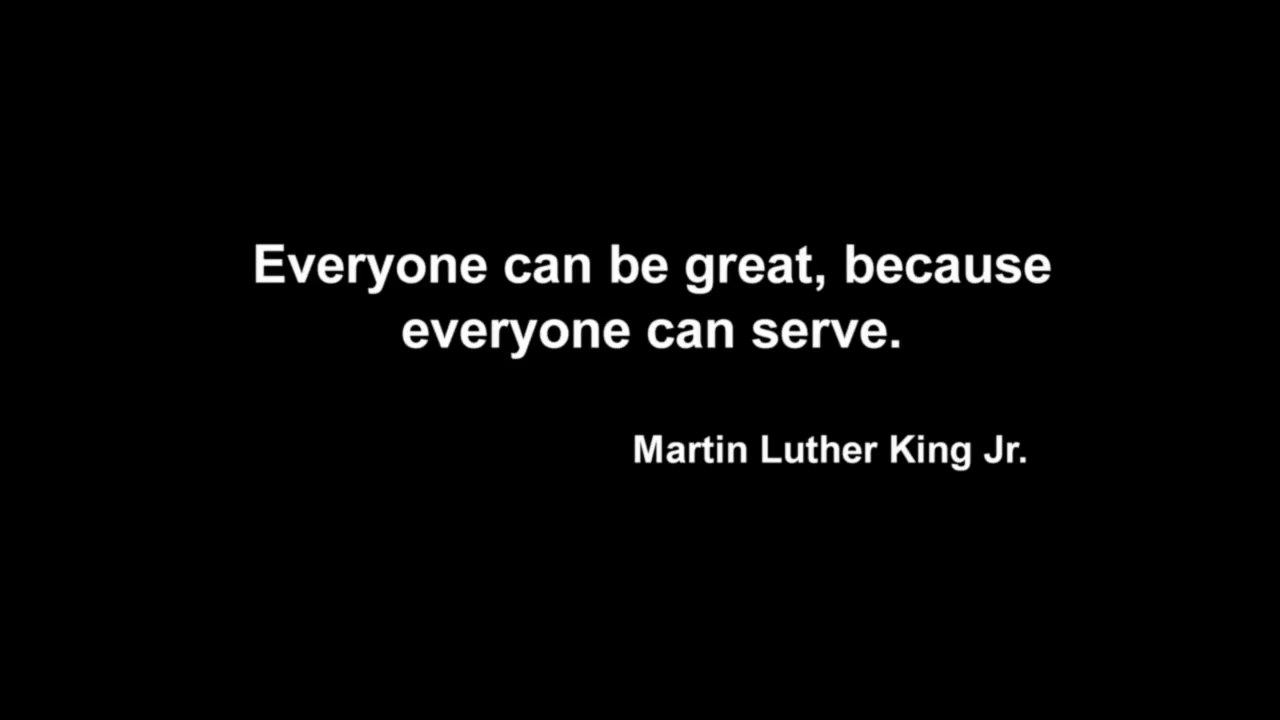 Everyone can be great, because
everyone can serve.
Martin Luther King Jr.